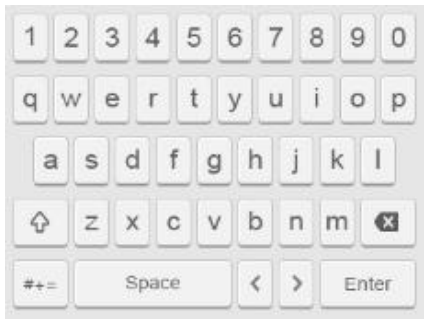 1 2 3 4 5 6 7 8 9 0
q w e r t y u i o p
a s d f g h j k l
z x c v b n m
#+= Space < > Enter